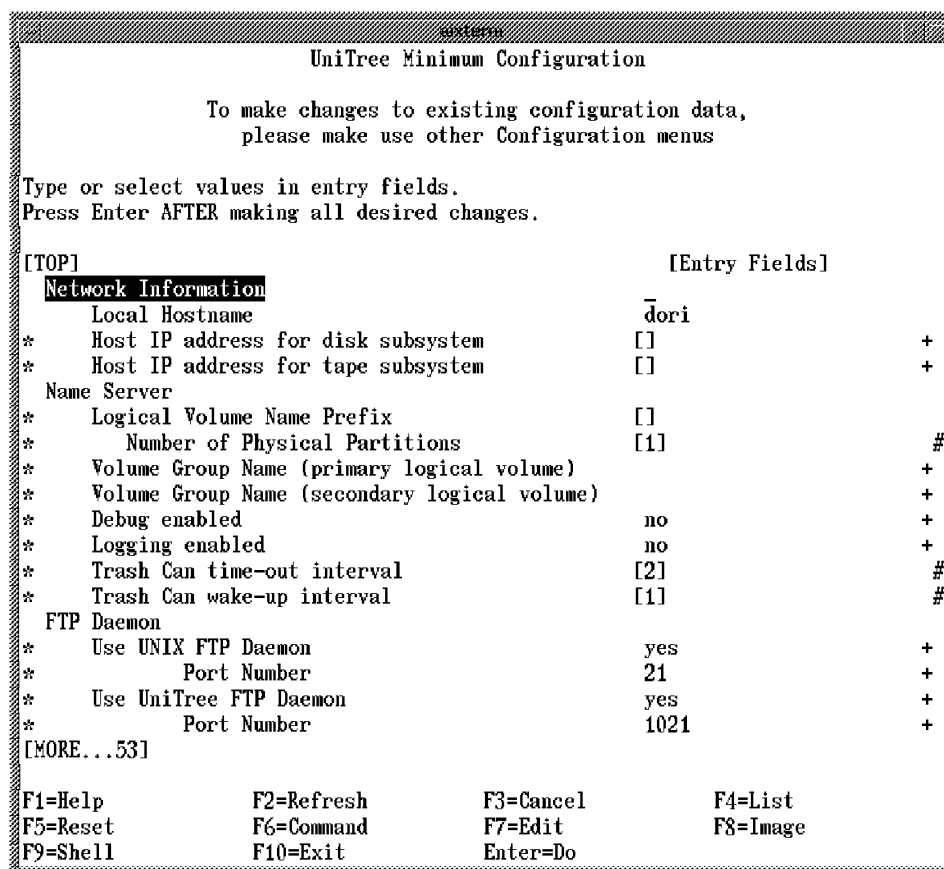 aixterm
UniTree Minimum Configuration
To make changes to existing configuration data,
please make use other Configuration menus
Type or select values in entry fields.
Press Enter AFTER making all desired changes.
[TOP] [Entry Fields]
Network Information
Local Hostname dori
* Host IP address for disk subsystem [] +
* Host IP address for tape subsystem [] +
Name Server
* Logical Volume Name Prefix []
* Number of Physical Partitions [1] #
* Volume Group Name (primary logical volume) +
* Volume Group Name (secondary logical volume) +
* Debug enabled no +
* Logging enabled no +
* Trash Can time-out interval [2] #
* Trash Can wake-up interval [1] #
FTP Daemon
* Use UNIX FTP Daemon yes +
* Port Number 21 +
* Use UniTree FTP Daemon yes +
* Port Number 1021 +
[MORE...53]
F1=Help F2=Refresh F3=Cancel F4=List
F5=Reset F6=Command F7=Edit F8=Image
F9=Shell F10=Exit Enter=Do